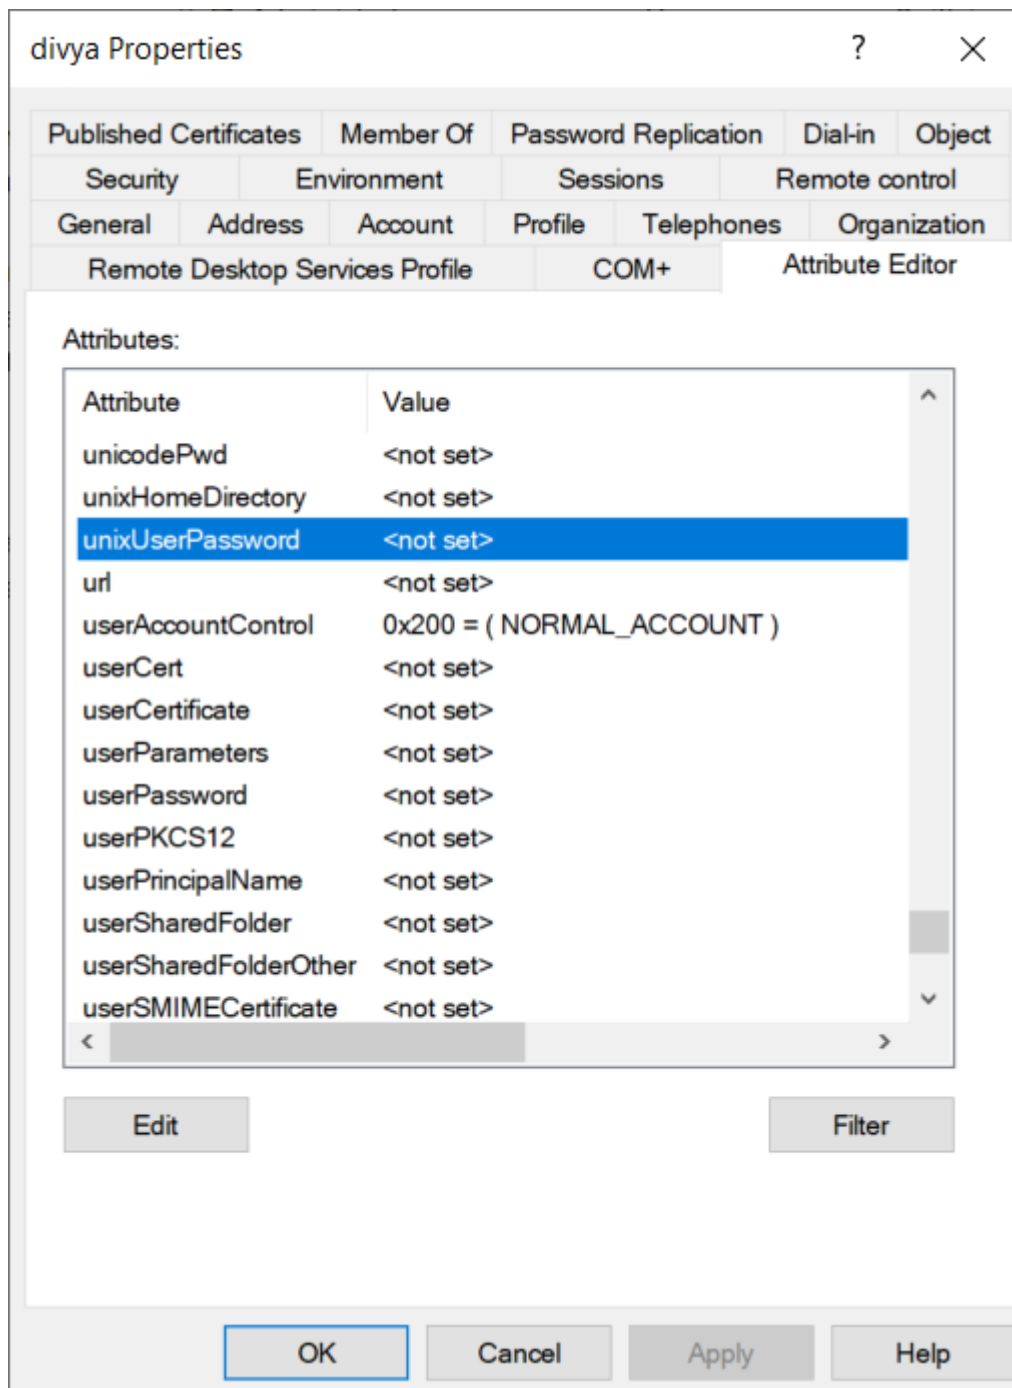 divya Properties ?
Published Certificates Member Of Password Replication Dial-in Object
Security Environment Sessions Remote control
General Address Account Profile Telephones Organization
Remote Desktop Services Profile COM+ Attribute Editor
Attributes:
Attribute Value
unicodePwd <not set>
unixHomeDirectory <not set>
unixUserPassword <not set>
url <not set>
userAccountControl 0x200 = ( NORMAL_ACCOUNT )
userCert <not set>
userCertificate <not set>
userParameters <not set>
userPassword <not set>
userPKCS12 <not set>
userPrincipalName <not set>
userSharedFolder <not set>
userSharedFolderOther <not set>
userSMIMECertificate <not set>
Edit Filter
OK Cancel Apply Help